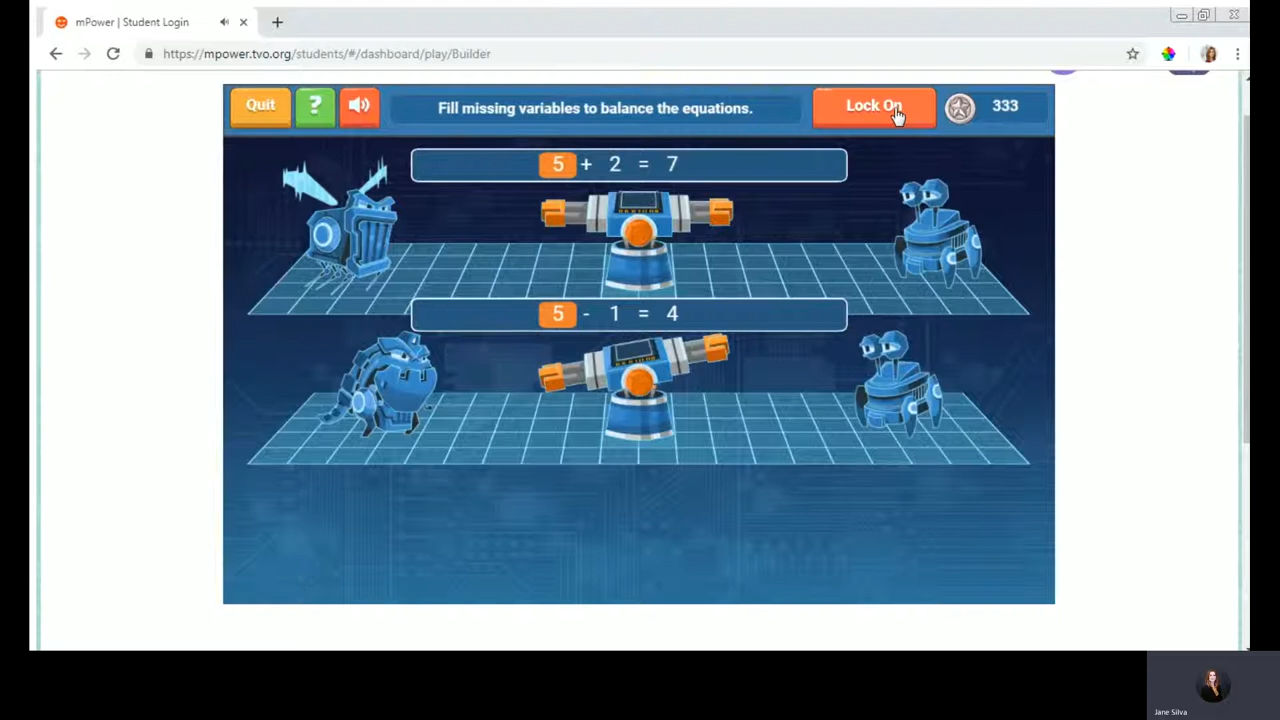 mPower | Student Login
https://mpower.tvo.org/students/#/dashboard/play/Builder
Quit ? Fill missing variables to balance the equations. Lock On 333
5 + 2 = 7
5 - 1 = 4
Jane Silva